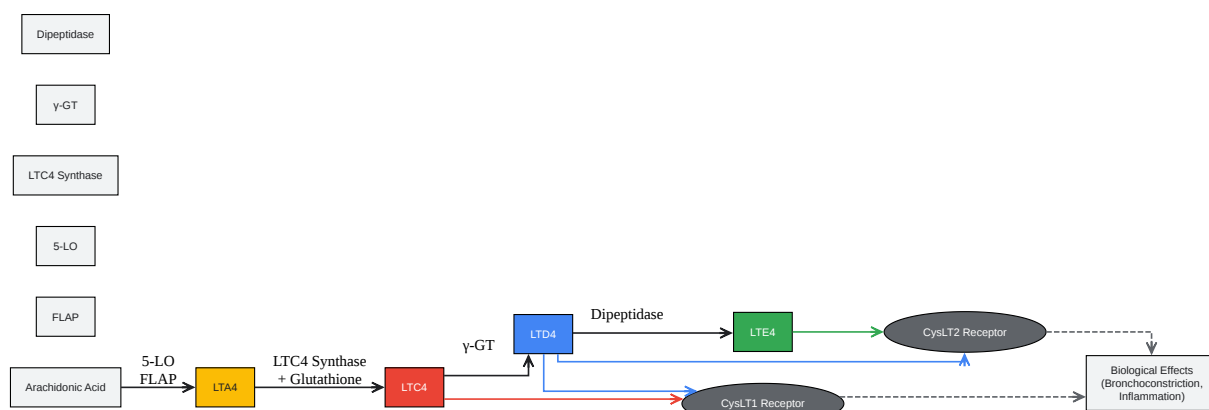 Dipeptidase
γ-GT
LTC4 Synthase
5-LO
FLAP
Arachidonic Acid
5-LO
FLAP
LTA4
LTC4 Synthase
+ Glutathione
LTC4
γ-GT
LTD4
Dipeptidase
LTE4
CysLT2 Receptor
CysLT1 Receptor
Biological Effects
(Bronchoconstriction,
Inflammation)